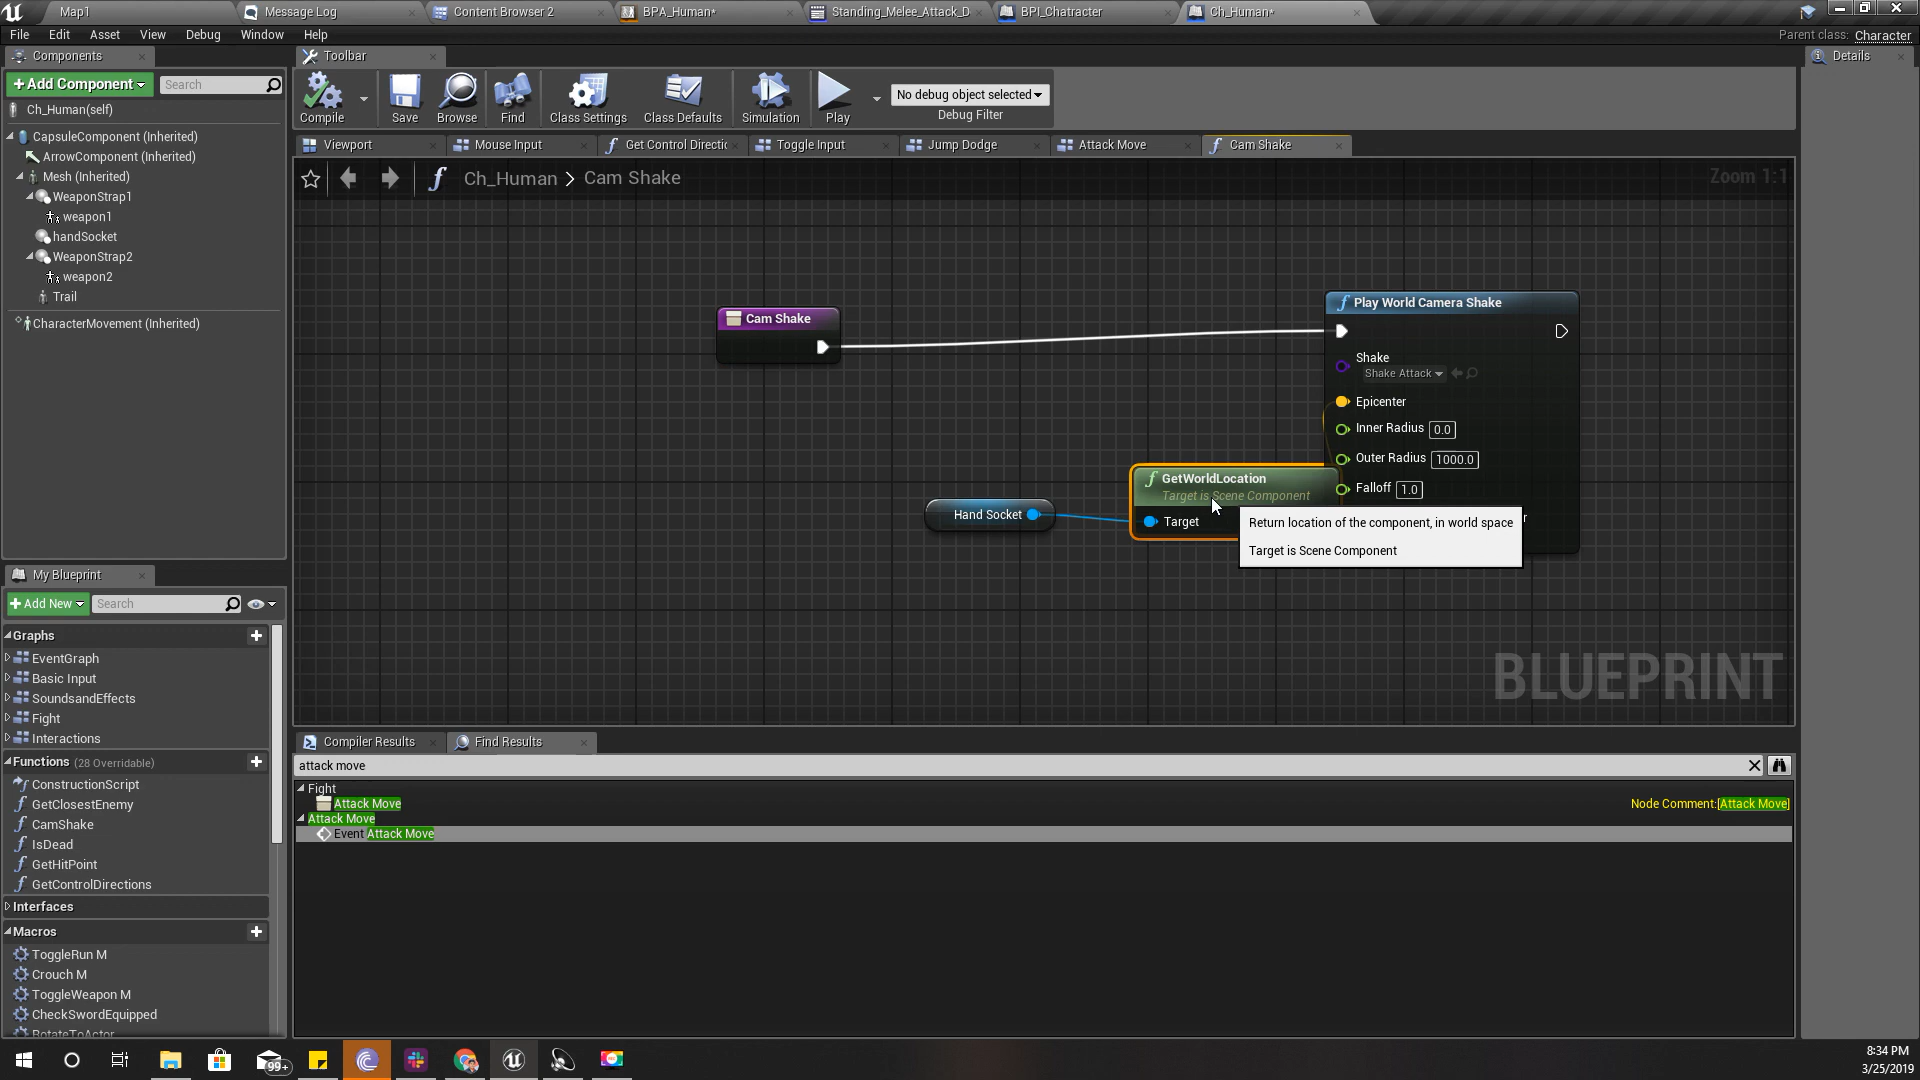 Map1
Message Log
Content Browser 2
BPA_Human*
Standing_Melee_Attack_D
BPI_Chatracter
Ch_Human*
File Edit Asset View Debug Window Help
Parent class: Character
Components
Toolbar
Details
+Add Component
Search
Compile
Save
Browse
Find
Class Settings
Class Defaults
Simulation
Play
No debug object selected
Debug Filter
Ch_Human(self)
CapsuleComponent (Inherited)
ArrowComponent (Inherited)
Mesh (Inherited)
WeaponStrap1
weapon1
handSocket
WeaponStrap2
weapon2
Trail
CharacterMovement (Inherited)
Viewport
Mouse Input
Get Control Directic
Toggle Input
Jump Dodge
Attack Move
Cam Shake
Ch_Human > Cam Shake
Zoom 1:1
Cam Shake
Play World Camera Shake
Shake
Shake Attack
Epicenter
Inner Radius 0.0
Outer Radius 1000.0
Falloff 1.0
GetWorldLocation
Target is Scene Component
Target
Hand Socket
Return location of the component, in world space
Target is Scene Component
r
BLUEPRINT
My Blueprint
+Add New
Search
Graphs
EventGraph
Basic Input
SoundsandEffects
Fight
Interactions
Functions (28 Overridable)
ConstructionScript
GetClosestEnemy
CamShake
IsDead
GetHitPoint
GetControlDirections
Interfaces
Macros
ToggleRun M
Crouch M
ToggleWeapon M
CheckSwordEquipped
RotateToActor
Compiler Results
Find Results
attack move
Fight
Attack Move
Node Comment:[Attack Move]
Attack Move
Event Attack Move
99+
8:34 PM
3/25/2019